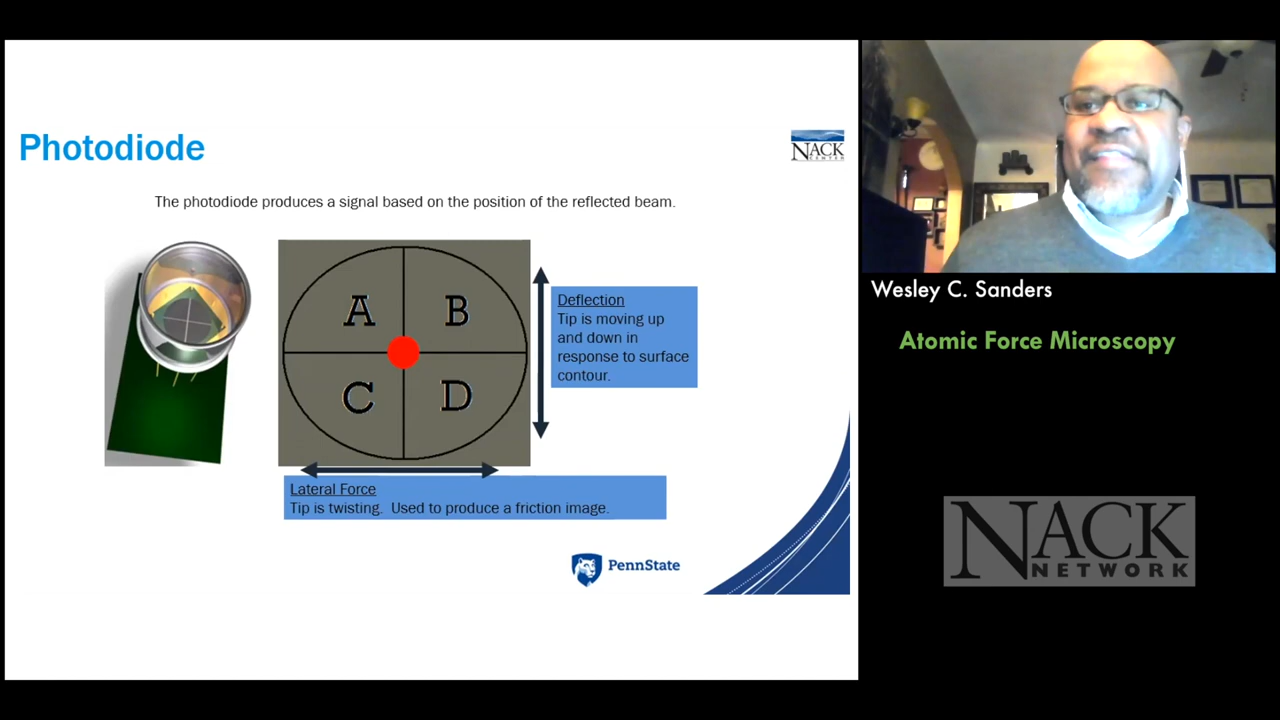 Photodiode
NACK
CENTER
The photodiode produces a signal based on the position of the reflected beam.
A B
C D
Deflection
Tip is moving up
and down in
response to surface
contour.
Lateral Force
Tip is twisting.  Used to produce a friction image.
PennState
Wesley C. Sanders
Atomic Force Microscopy
NACK
NETWORK